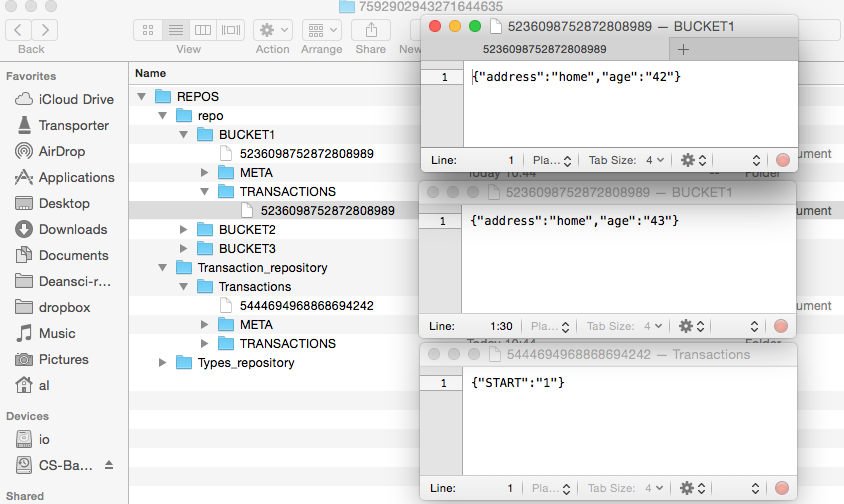 7592902943271644635
Back
View
Action
Arrange
Share
New
Favorites
iCloud Drive
Transporter
AirDrop
Applications
Desktop
Downloads
Documents
Deansci-r...
dropbox
Music
Pictures
al
Devices
io
CS-Ba...
Shared
Name
REPOS
repo
BUCKET1
5236098752872808989
META
TRANSACTIONS
5236098752872808989
BUCKET2
BUCKET3
Transaction_repository
Transactions
5444694968868694242
META
TRANSACTIONS
Types_repository
5236098752872808989 — BUCKET1
5236098752872808989
1 {"address":"home","age":"42"}
Line: 1 Pla... Tab Size: 4
ument
Today 10:44 Folder
5236098752872808989 — BUCKET1
ument
1 {"address":"home","age":"43"}
ument
Line: 1:30 Pla... Tab Size: 4
Today 10:44 Folder
5444694968868694242 — Transactions
1 {"START":"1"}
Line: 1 Pla... Tab Size: 4